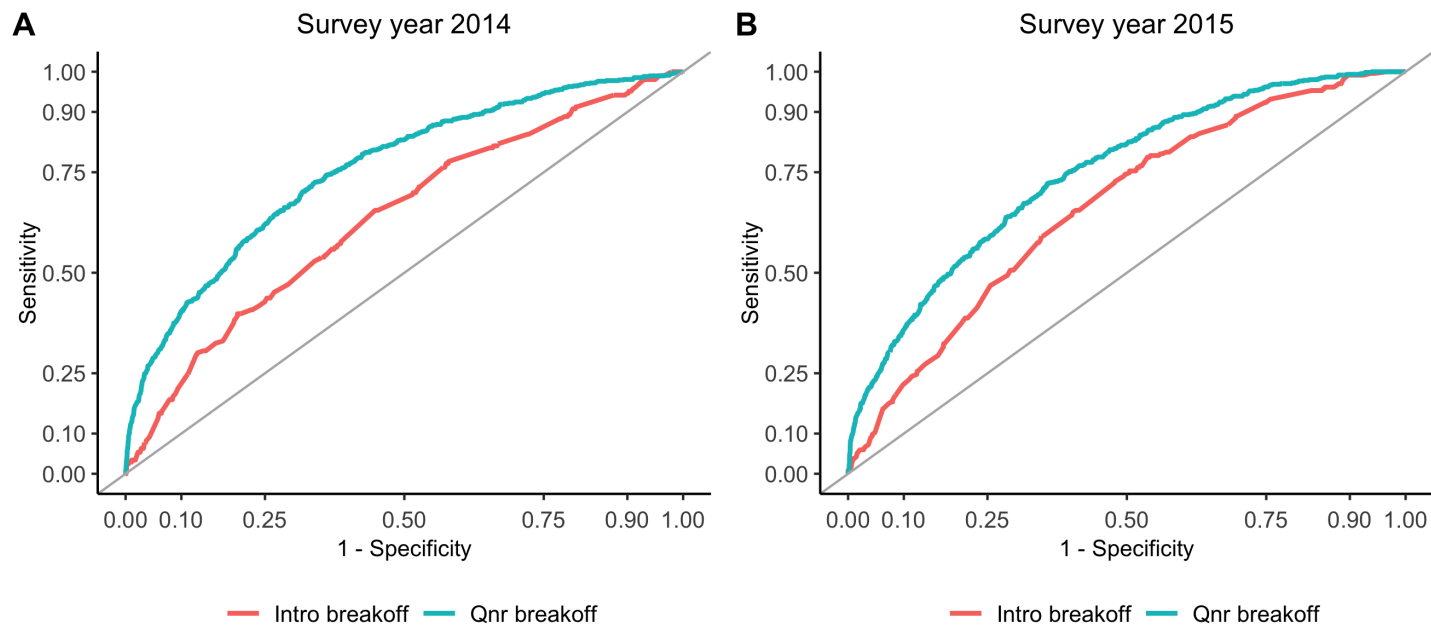 A
Survey year 2014
Sensitivity
1.00
0.90
0.75
0.50
0.25
0.10
0.00
0.00 0.10 0.25 0.50 0.75 0.90 1.00
1 - Specificity
Intro breakoff Qnr breakoff
B
Survey year 2015
Sensitivity
1.00
0.90
0.75
0.50
0.25
0.10
0.00
0.00 0.10 0.25 0.50 0.75 0.90 1.00
1 - Specificity
Intro breakoff Qnr breakoff